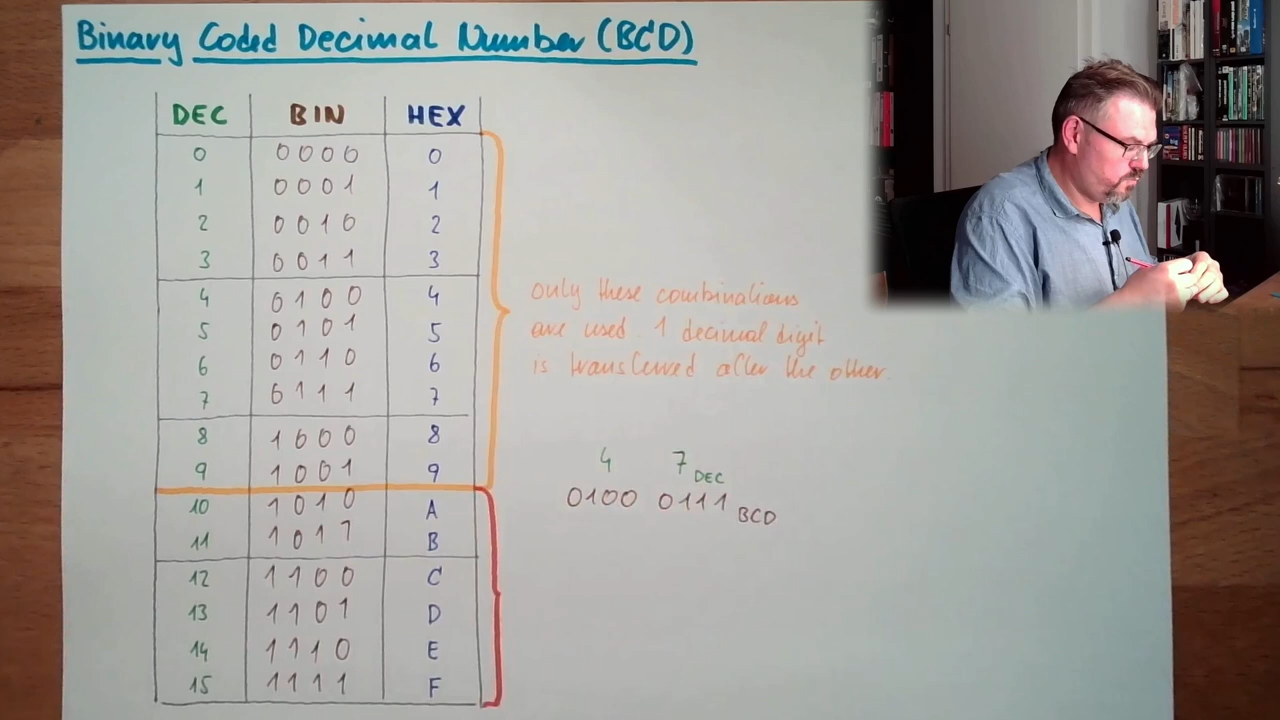 Binary Coded Decimal Number (BCD)
DEC BIN HEX
0 0000 0
1 0001 1
2 0010 2
3 0011 3
4 0100 4
5 0101 5
6 0110 6
7 0111 7
8 1000 8
9 1001 9
10 1010 A
11 1011 B
12 1100 C
13 1101 D
14 1110 E
15 1111 F
only these combinations
are used. 1 decimal digit
is transferred after the other.
4 7 DEC
0100 0111 BCD